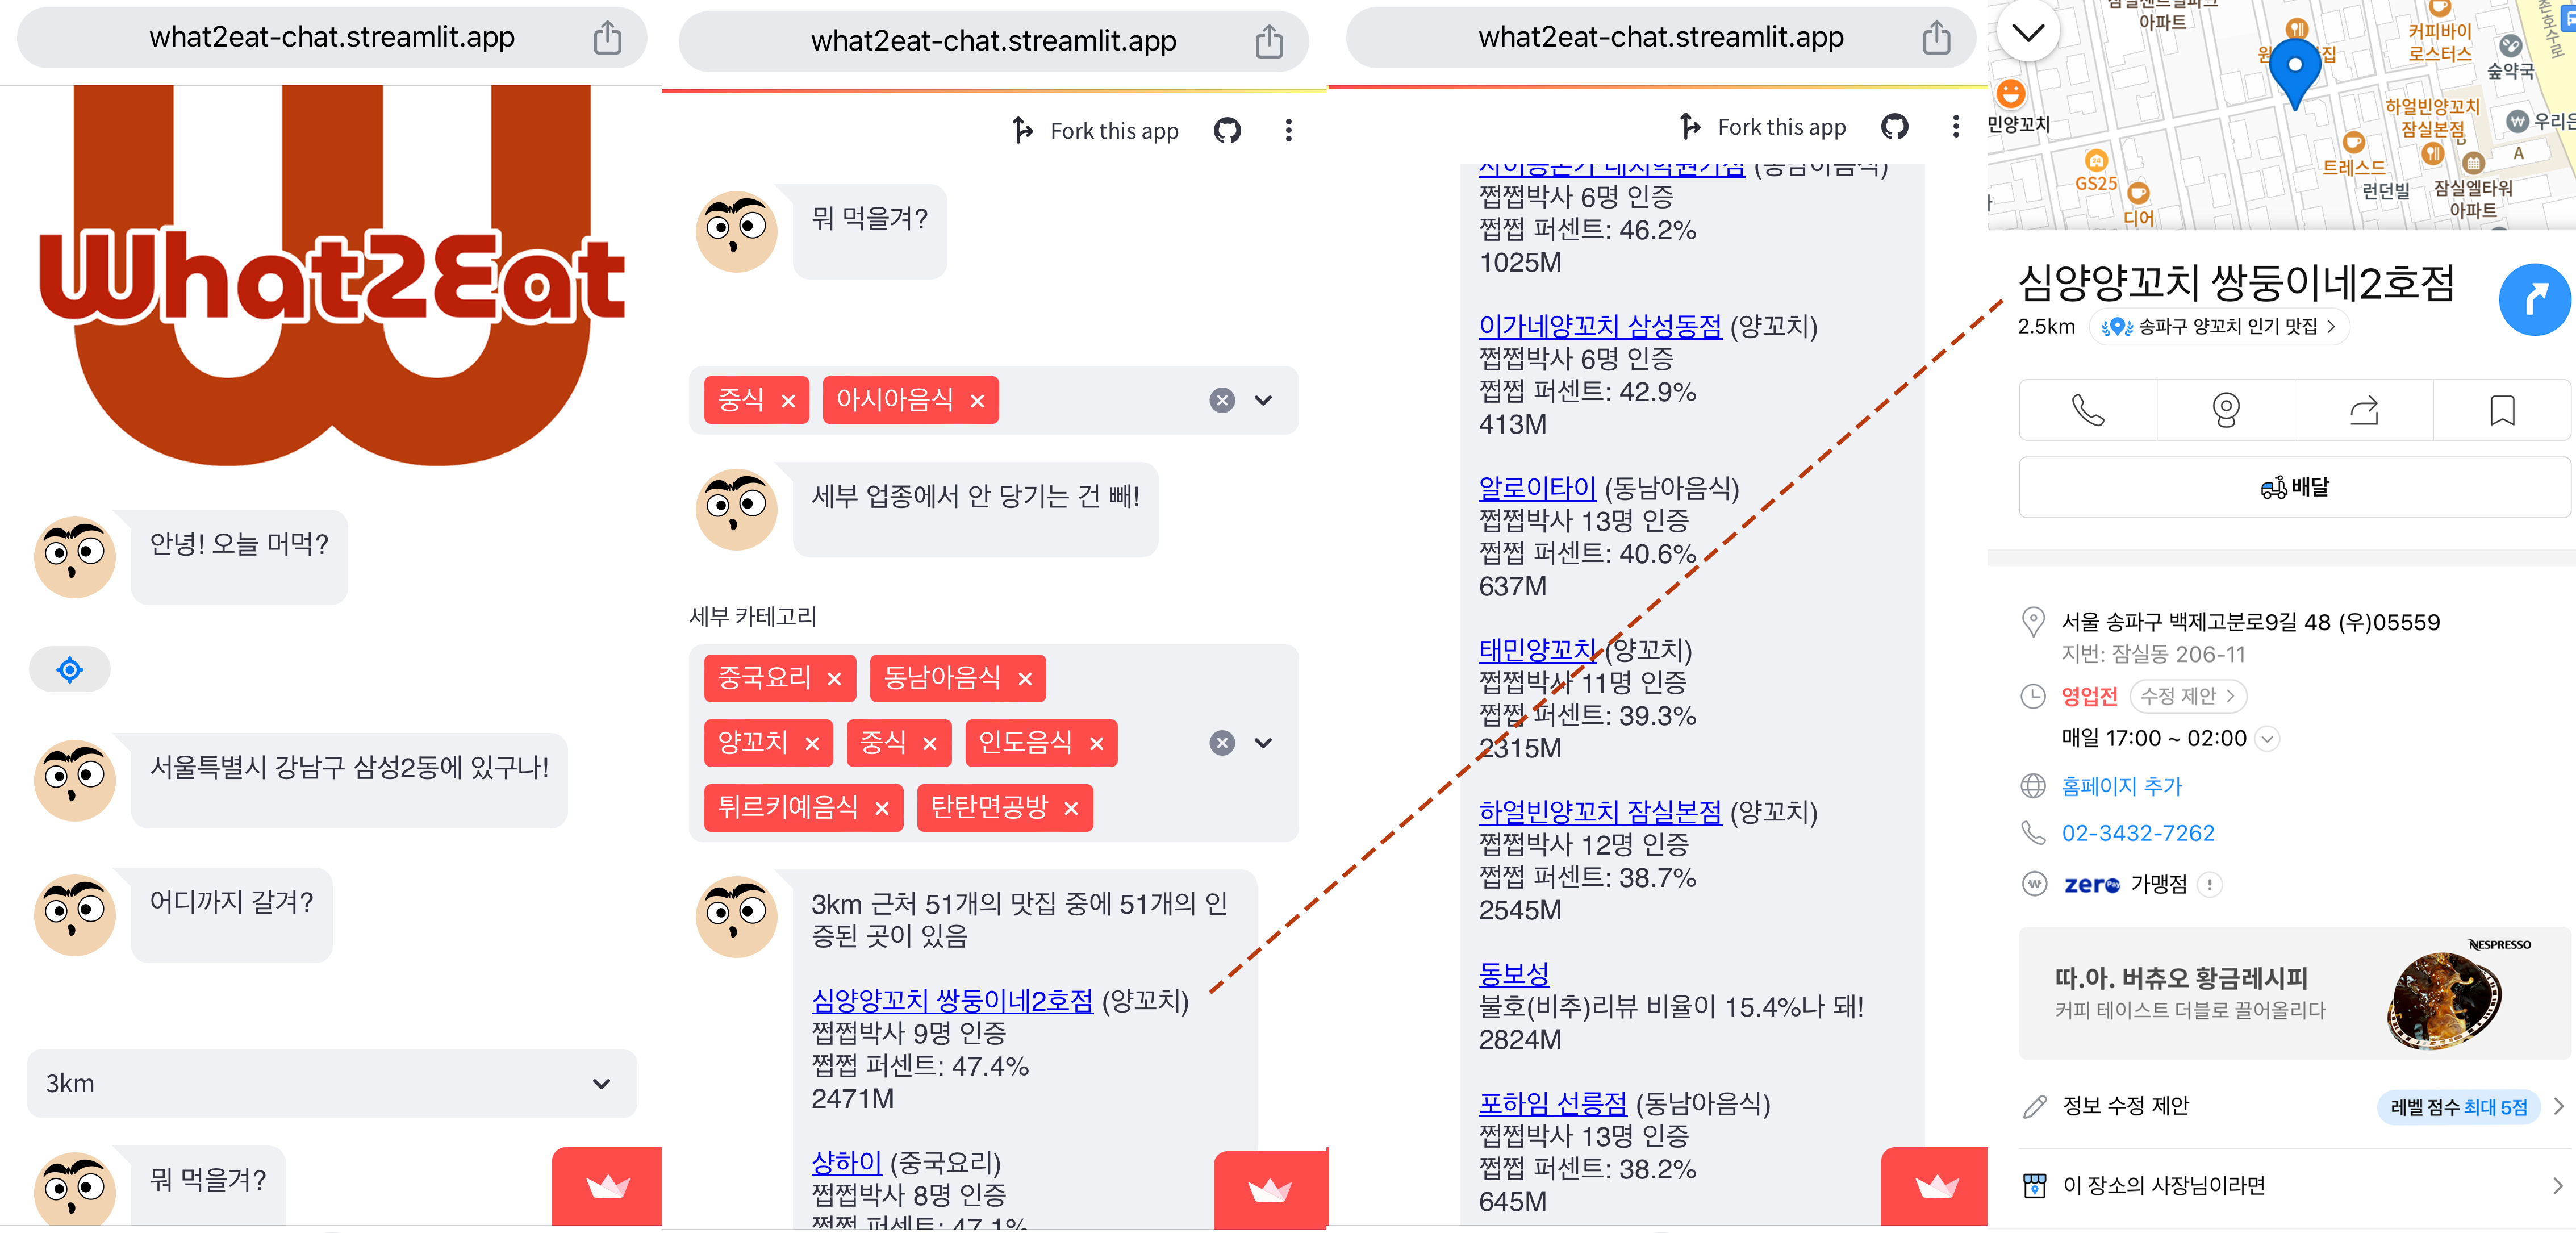 what2eat-chat.streamlit.app
What2Eat
안녕! 오늘 머먹?
서울특별시 강남구 삼성2동에 있구나!
어디까지 갈겨?
3km
뭐 먹을겨?
what2eat-chat.streamlit.app
Fork this app
뭐 먹을겨?
중식 × 아시아음식 ×
세부 업종에서 안 당기는 건 빼!
세부 카테고리
중국요리 × 동남아음식 ×
양꼬치 × 중식 × 인도음식 ×
튀르키예음식 × 탄탄면공방 ×
3km 근처 51개의 맛집 중에 51개의 인
증된 곳이 있음
심양양꼬치 쌍둥이네2호점 (양꼬치)
쩝쩝박사 9명 인증
쩝쩝 퍼센트: 47.4%
2471M
샹하이 (중국요리)
쩝쩝박사 8명 인증
쩝쩝 퍼센트: 47.1%
what2eat-chat.streamlit.app
Fork this app
(동남아음식)
쩝쩝박사 6명 인증
쩝쩝 퍼센트: 46.2%
1025M
이가네양꼬치 삼성동점 (양꼬치)
쩝쩝박사 6명 인증
쩝쩝 퍼센트: 42.9%
413M
알로이타이 (동남아음식)
쩝쩝박사 13명 인증
쩝쩝 퍼센트: 40.6%
637M
태민양꼬치 (양꼬치)
쩝쩝박사 11명 인증
쩝쩝 퍼센트: 39.3%
2315M
하얼빈양꼬치 잠실본점 (양꼬치)
쩝쩝박사 12명 인증
쩝쩝 퍼센트: 38.7%
2545M
동보성
불호(비추)리뷰 비율이 15.4%나 돼!
2824M
포하임 선릉점 (동남아음식)
쩝쩝박사 13명 인증
쩝쩝 퍼센트: 38.2%
645M
아파트
커피바이
로스터스
숲약국
하얼빈양꼬치
잠실본점
우리은
민양꼬치
B
A
트레스드
런던빌
잠실엘타워
아파트
GS25
디어
심양양꼬치 쌍둥이네2호점
2.5km 송파구 양꼬치 인기 맛집 >
배달
서울 송파구 백제고분로9길 48 (우)05559
지번: 잠실동 206-11
영업전 수정 제안 >
매일 17:00 ~ 02:00
홈페이지 추가
02-3432-7262
zero Pay 가맹점
NESPRESSO
따.아. 버츄오 황금레시피
커피 테이스트 더블로 끌어올리다
정보 수정 제안 레벨 점수 최대 5점 >
이 장소의 사장님이라면 >